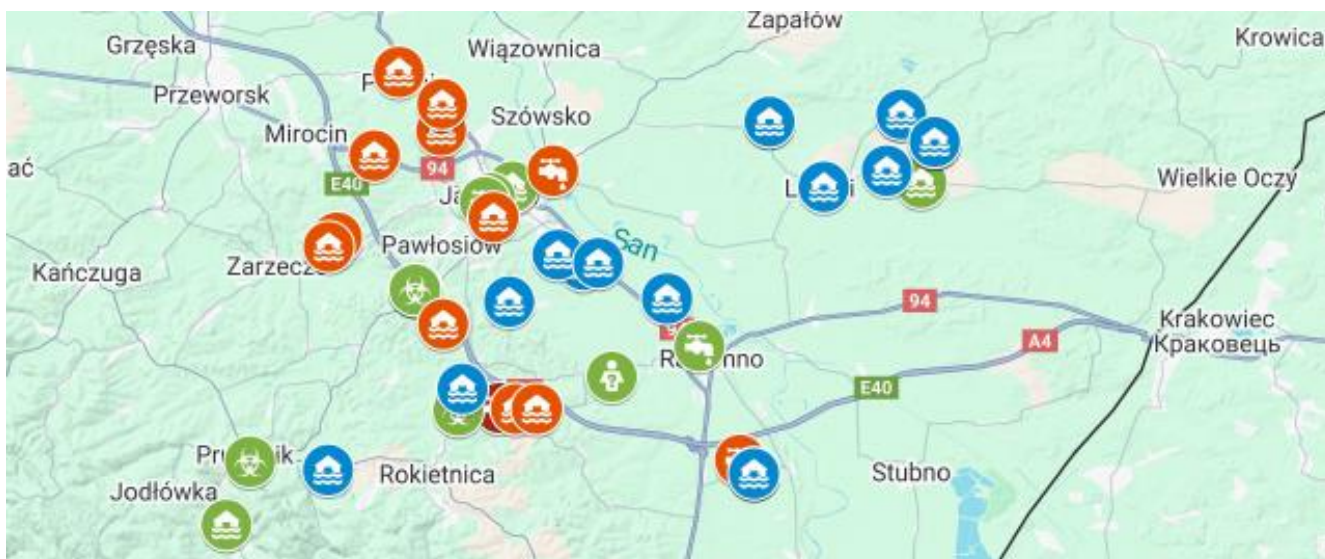 Zapałów
Grzęska
Wiązownica
Krowica
Przeworsk
Szówsko
Mirocin
94
ać
E40
Wielkie Oczy
San
Pawłosiów
Kańczuga
94
Krakowiec
Краковець
A4
E40
Rokietnica
Stubno
Jodłówka